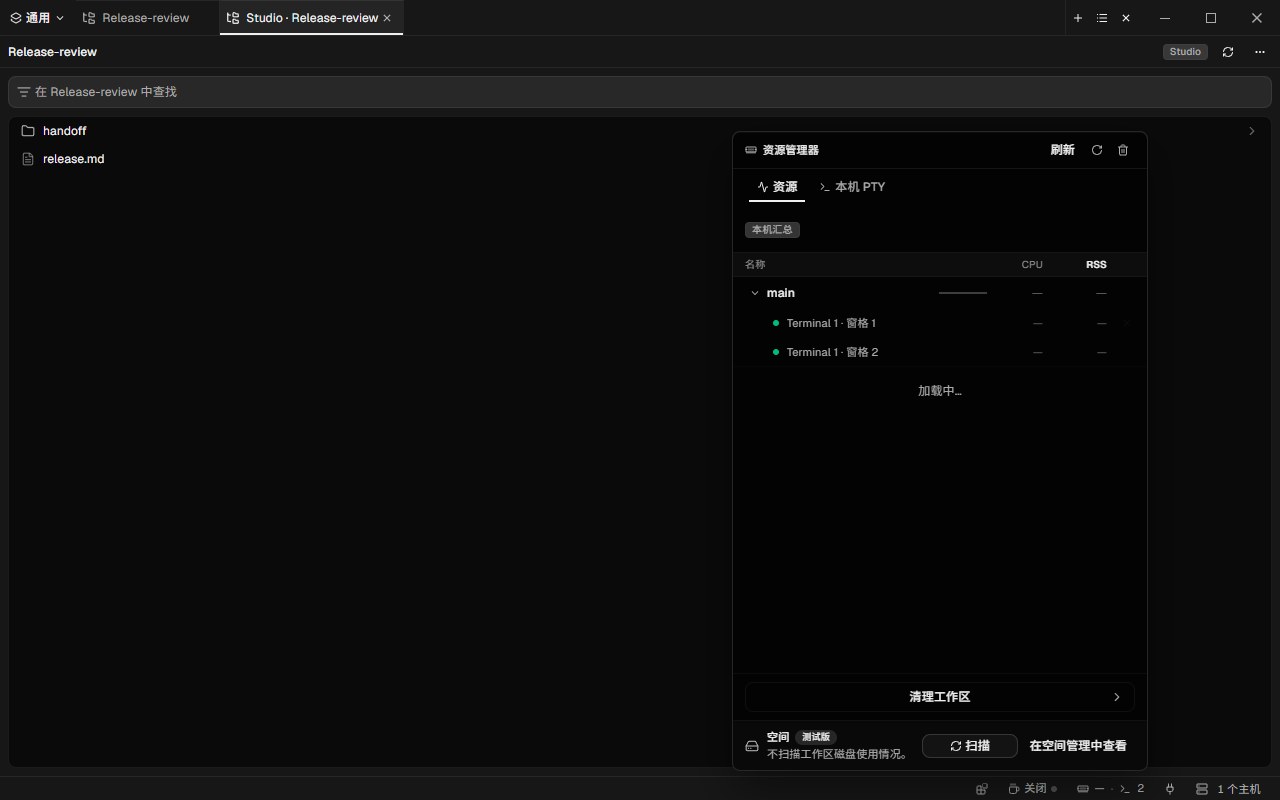 通用 Release-review Studio · Release-review
Release-review Studio
在 Release-review 中查找
handoff
release.md
资源管理器 刷新
资源 本机 PTY
本机汇总
名称 CPU RSS
main — —
Terminal 1 · 窗格 1 — —
Terminal 1 · 窗格 2 — —
加载中...
清理工作区
空间 测试版
不扫描工作区磁盘使用情况。
扫描 在空间管理中查看
关闭 — · 2 1 个主机